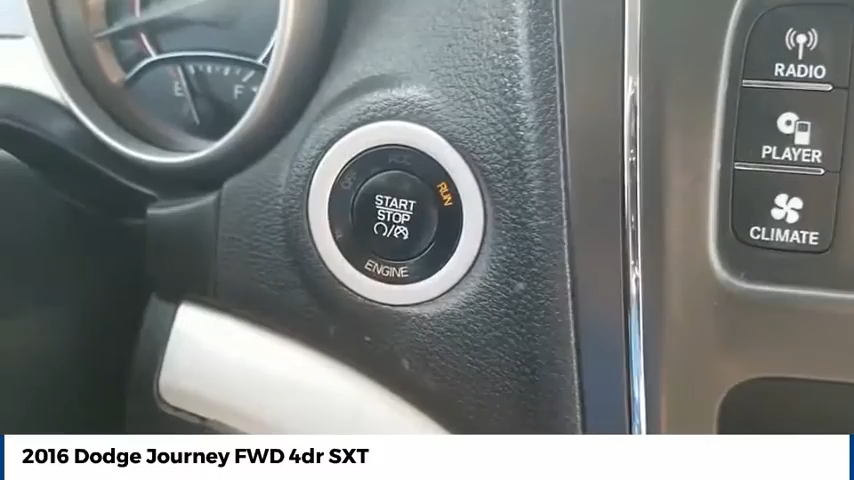 E F
RADIO
PLAYER
CLIMATE
ACC
OFF
RUN
START
STOP
ENGINE
2016 Dodge Journey FWD 4dr SXT